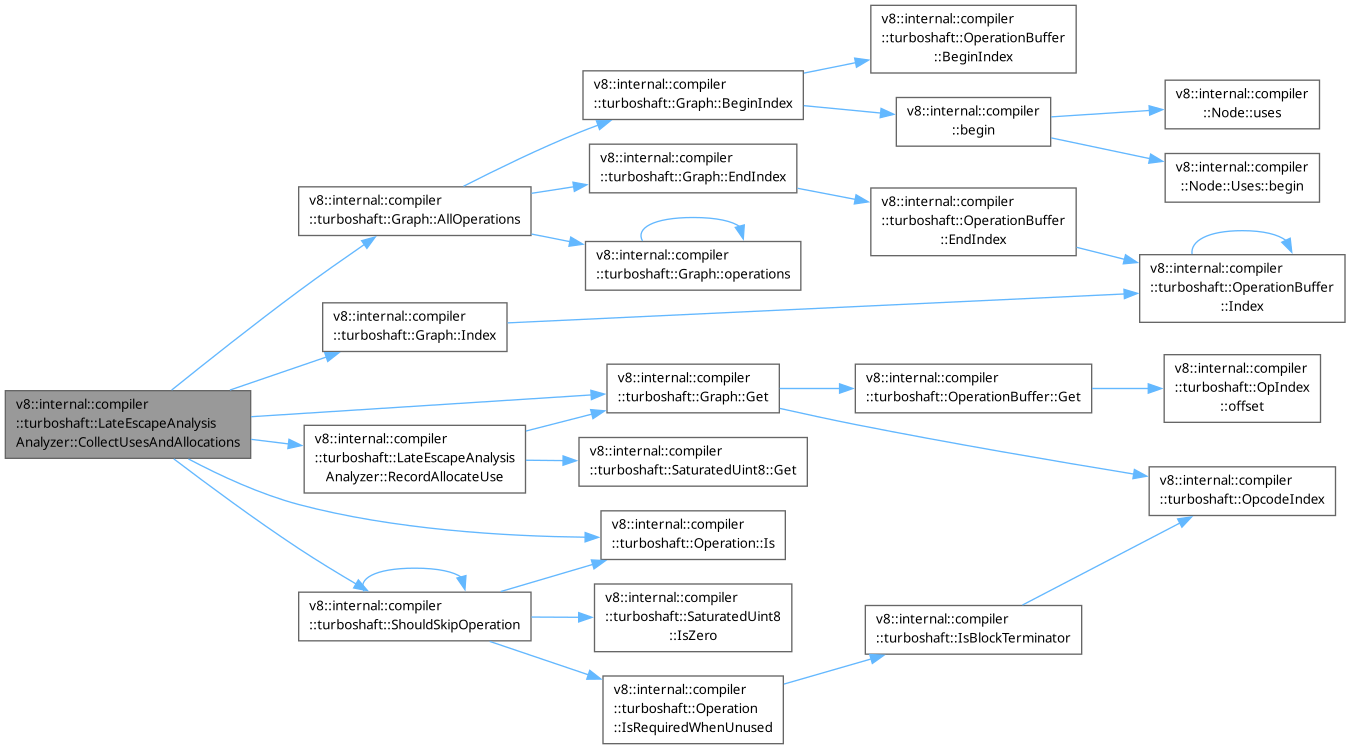 v8::internal::compiler
::turboshaft::OperationBuffer
::BeginIndex
v8::internal::compiler
::turboshaft::Graph::BeginIndex
v8::internal::compiler
::Node::uses
v8::internal::compiler
::begin
v8::internal::compiler
::turboshaft::Graph::EndIndex
v8::internal::compiler
::Node::Uses::begin
v8::internal::compiler
::turboshaft::Graph::AllOperations
v8::internal::compiler
::turboshaft::OperationBuffer
::EndIndex
v8::internal::compiler
::turboshaft::Graph::operations
v8::internal::compiler
::turboshaft::OperationBuffer
::Index
v8::internal::compiler
::turboshaft::Graph::Index
v8::internal::compiler
::turboshaft::Graph::Get
v8::internal::compiler
::turboshaft::OperationBuffer::Get
v8::internal::compiler
::turboshaft::OpIndex
::offset
v8::internal::compiler
::turboshaft::LateEscapeAnalysis
Analyzer::CollectUsesAndAllocations
v8::internal::compiler
::turboshaft::LateEscapeAnalysis
Analyzer::RecordAllocateUse
v8::internal::compiler
::turboshaft::SaturatedUint8::Get
v8::internal::compiler
::turboshaft::OpcodeIndex
v8::internal::compiler
::turboshaft::Operation::Is
v8::internal::compiler
::turboshaft::ShouldSkipOperation
v8::internal::compiler
::turboshaft::SaturatedUint8
::IsZero
v8::internal::compiler
::turboshaft::IsBlockTerminator
v8::internal::compiler
::turboshaft::Operation
::IsRequiredWhenUnused